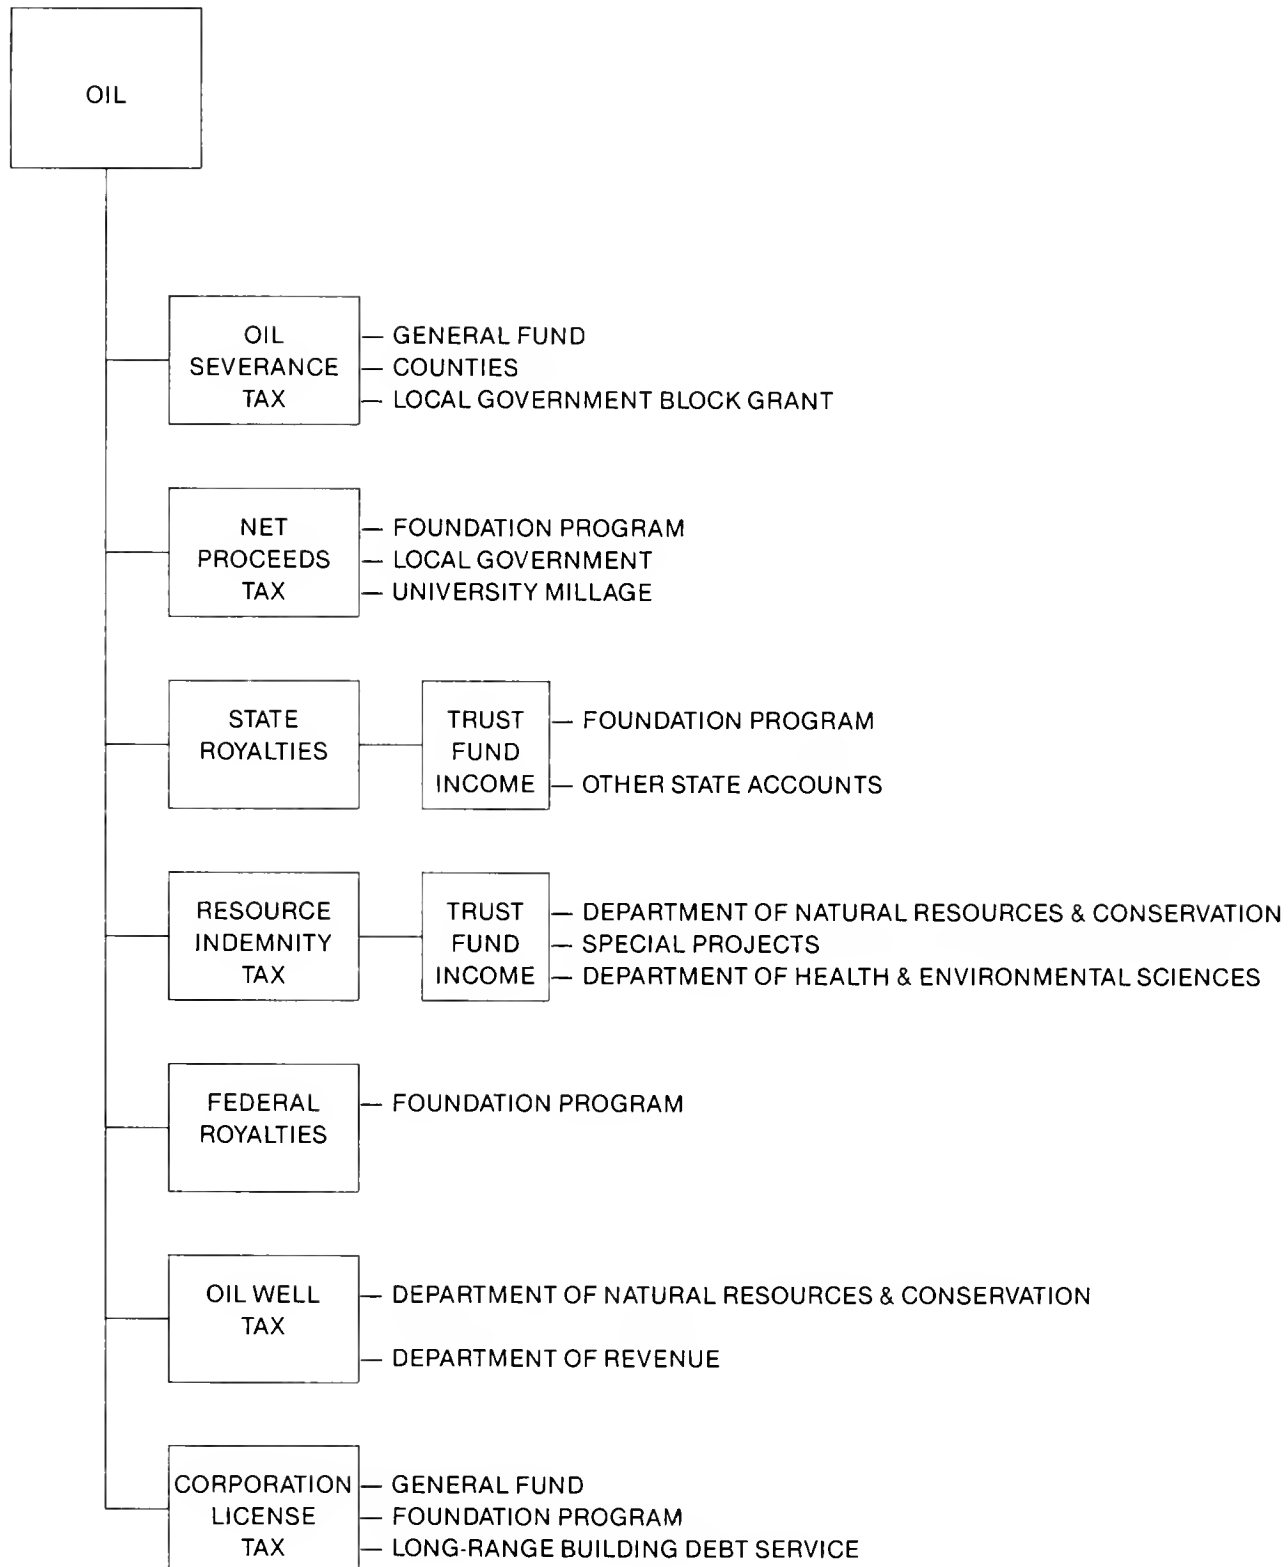 OIL
OIL
SEVERANCE
TAX
— GENERAL FUND
— COUNTIES
— LOCAL GOVERNMENT BLOCK GRANT
NET
PROCEEDS
TAX
— FOUNDATION PROGRAM
— LOCAL GOVERNMENT
— UNIVERSITY MILLAGE
STATE
ROYALTIES
TRUST
FUND
INCOME
— FOUNDATION PROGRAM
— OTHER STATE ACCOUNTS
RESOURCE
INDEMNITY
TAX
TRUST
FUND
INCOME
— DEPARTMENT OF NATURAL RESOURCES & CONSERVATION
— SPECIAL PROJECTS
— DEPARTMENT OF HEALTH & ENVIRONMENTAL SCIENCES
FEDERAL
ROYALTIES
— FOUNDATION PROGRAM
OIL WELL
TAX
— DEPARTMENT OF NATURAL RESOURCES & CONSERVATION
— DEPARTMENT OF REVENUE
CORPORATION
LICENSE
TAX
— GENERAL FUND
— FOUNDATION PROGRAM
— LONG-RANGE BUILDING DEBT SERVICE